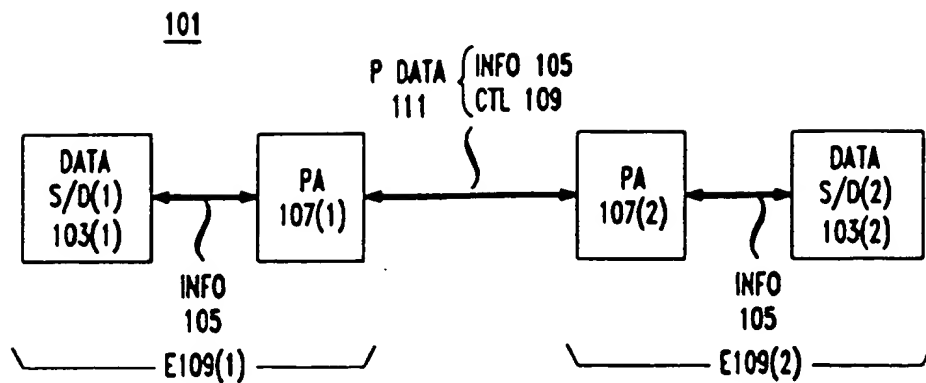 101
P DATA
111
INFO 105
CTL 109
DATA
S/D(1)
103(1)
PA
107(1)
PA
107(2)
DATA
S/D(2)
103(2)
INFO
105
INFO
105
E109(1)
E109(2)